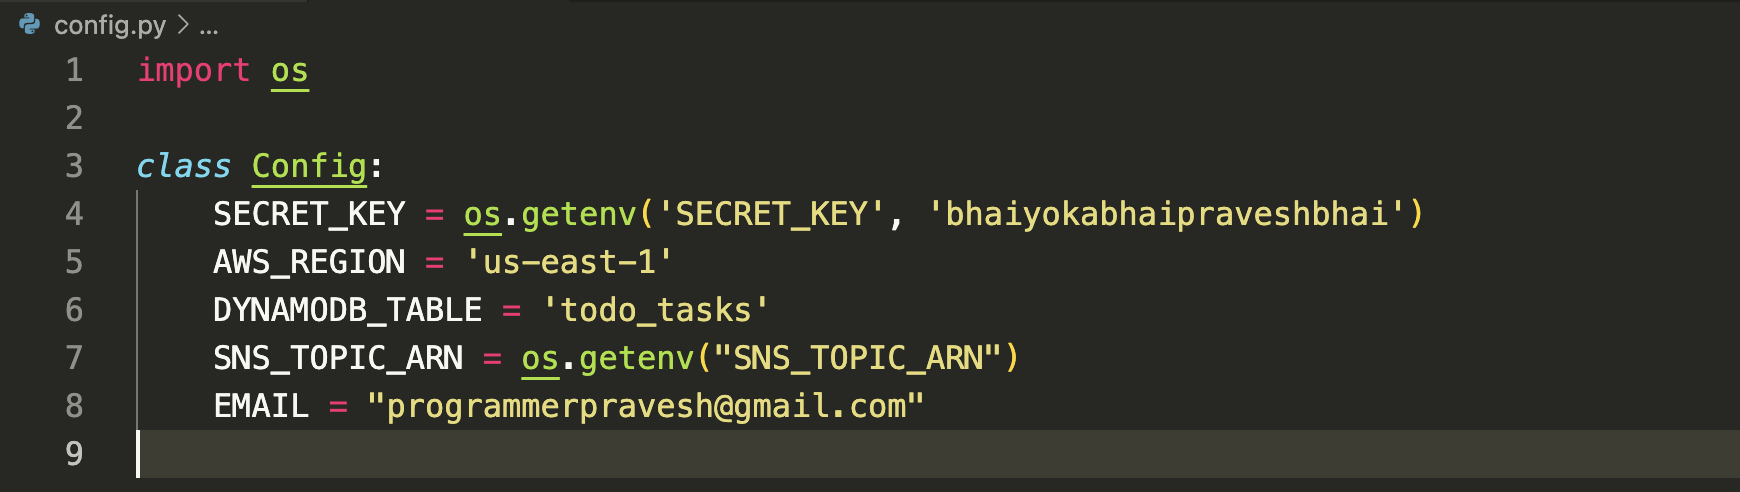 config.py > ...
1 import os
2
3 class Config:
4 SECRET_KEY = os.getenv('SECRET_KEY', 'bhaiyokabhaipraveshbhai')
5 AWS_REGION = 'us-east-1'
6 DYNAMODB_TABLE = 'todo_tasks'
7 SNS_TOPIC_ARN = os.getenv("SNS_TOPIC_ARN")
8 EMAIL = "programmerpravesh@gmail.com"
9